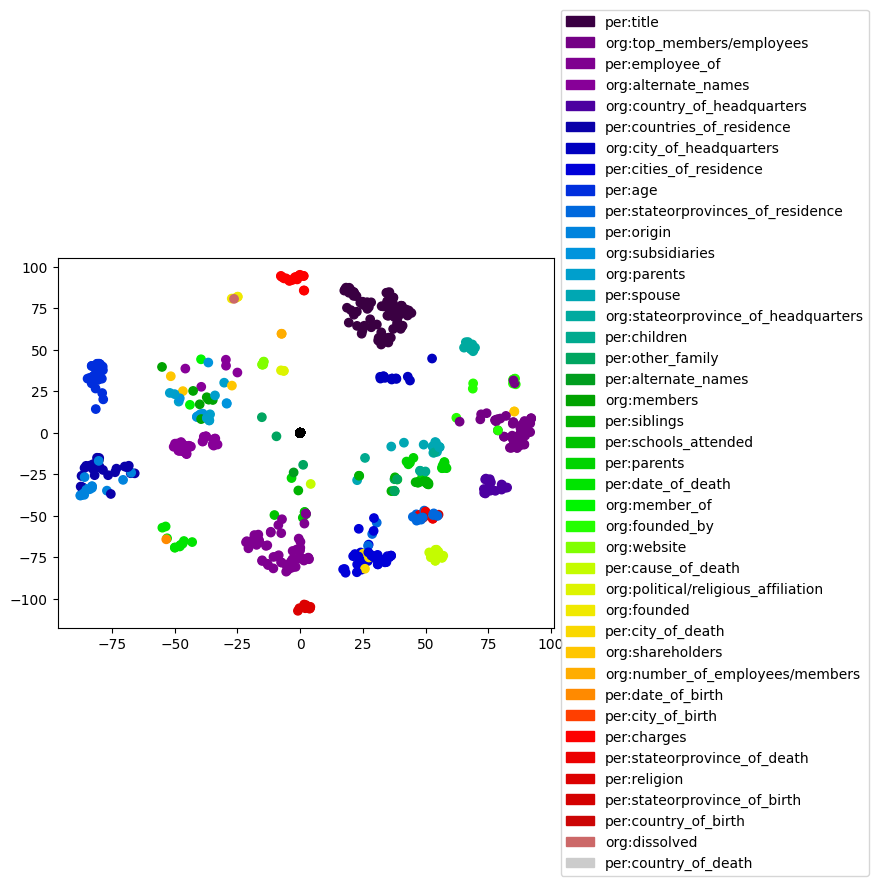 per:title
org:top_members/employees
per:employee_of
org:alternate_names
org:country_of_headquarters
per:countries_of_residence
org:city_of_headquarters
per:cities_of_residence
per:age
per:stateorprovinces_of_residence
per:origin
org:subsidiaries
org:parents
per:spouse
org:stateorprovince_of_headquarters
per:children
per:other_family
per:alternate_names
org:members
per:siblings
per:schools_attended
per:parents
per:date_of_death
org:member_of
org:founded_by
org:website
per:cause_of_death
org:political/religious_affiliation
org:founded
per:city_of_death
org:shareholders
org:number_of_employees/members
per:date_of_birth
per:city_of_birth
per:charges
per:stateorprovince_of_death
per:religion
per:stateorprovince_of_birth
per:country_of_birth
org:dissolved
per:country_of_death
100
75
50
25
0
−25
−50
−75
−100
−75 −50 −25 0 25 50 75 100